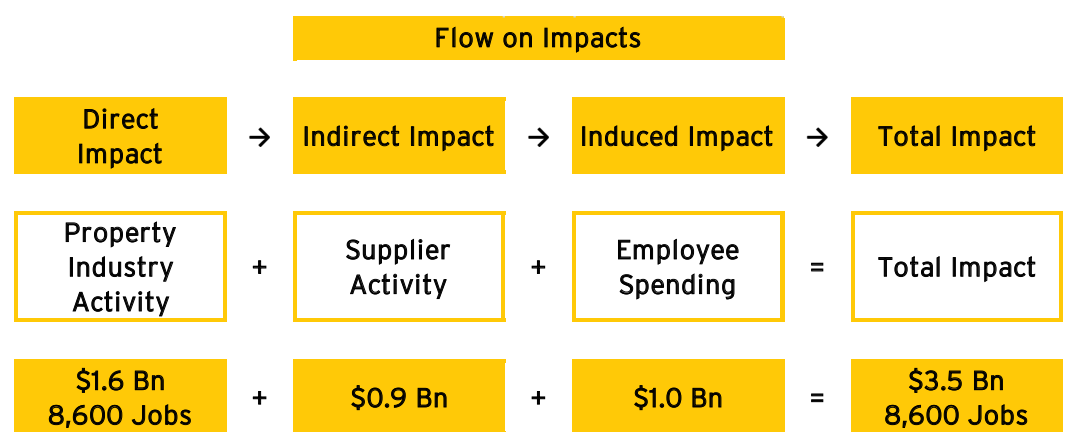 Flow on Impacts
Direct
Impact
→
Indirect Impact
→
Induced Impact
→
Total Impact
Property
Industry
Activity
+
Supplier
Activity
+
Employee
Spending
=
Total Impact
$1.6 Bn
8,600 Jobs
+
$0.9 Bn
+
$1.0 Bn
=
$3.5 Bn
8,600 Jobs